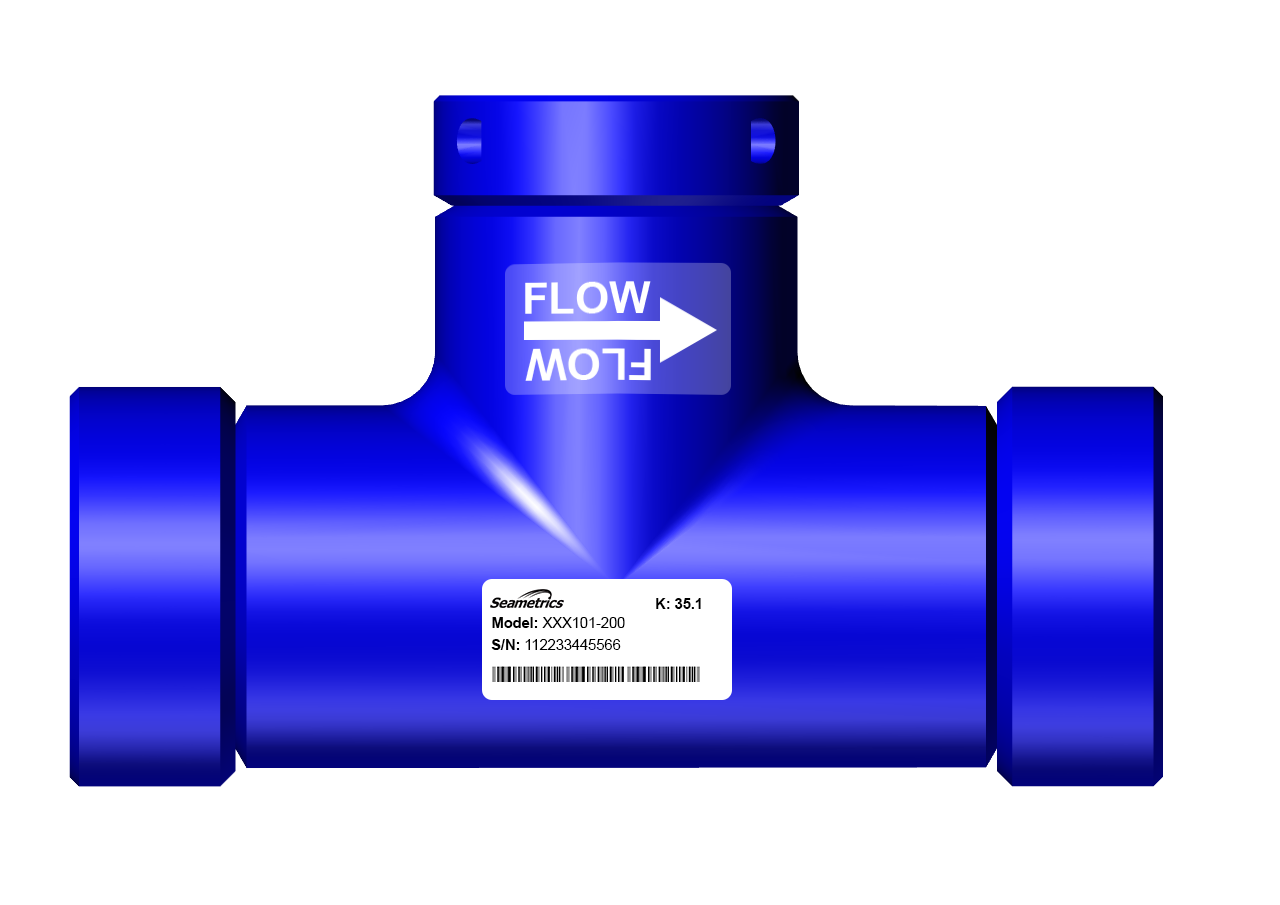 FLOW
FLOW
Seametrics K: 35.1
Model: XXX101-200
S/N: 112233445566